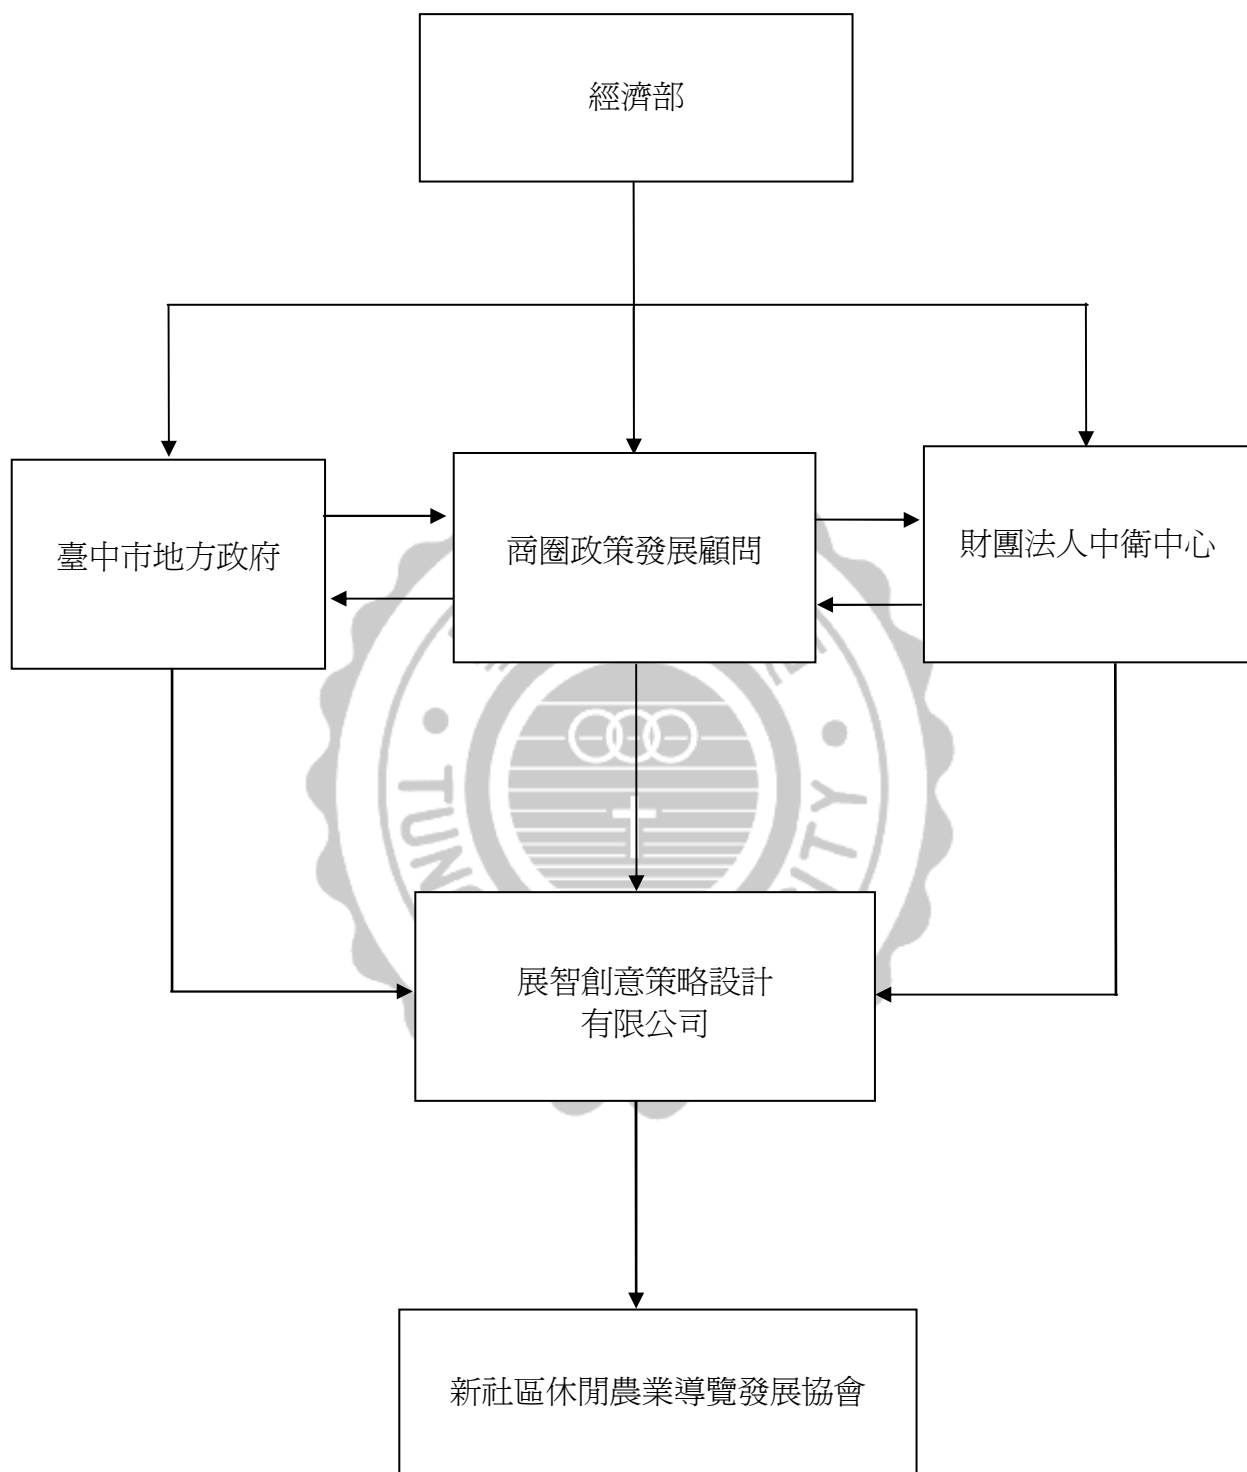 經濟部
臺中市地方政府
商圈政策發展顧問
財團法人中衛中心
展智創意策略設計
有限公司
新社區休閒農業導覽發展協會